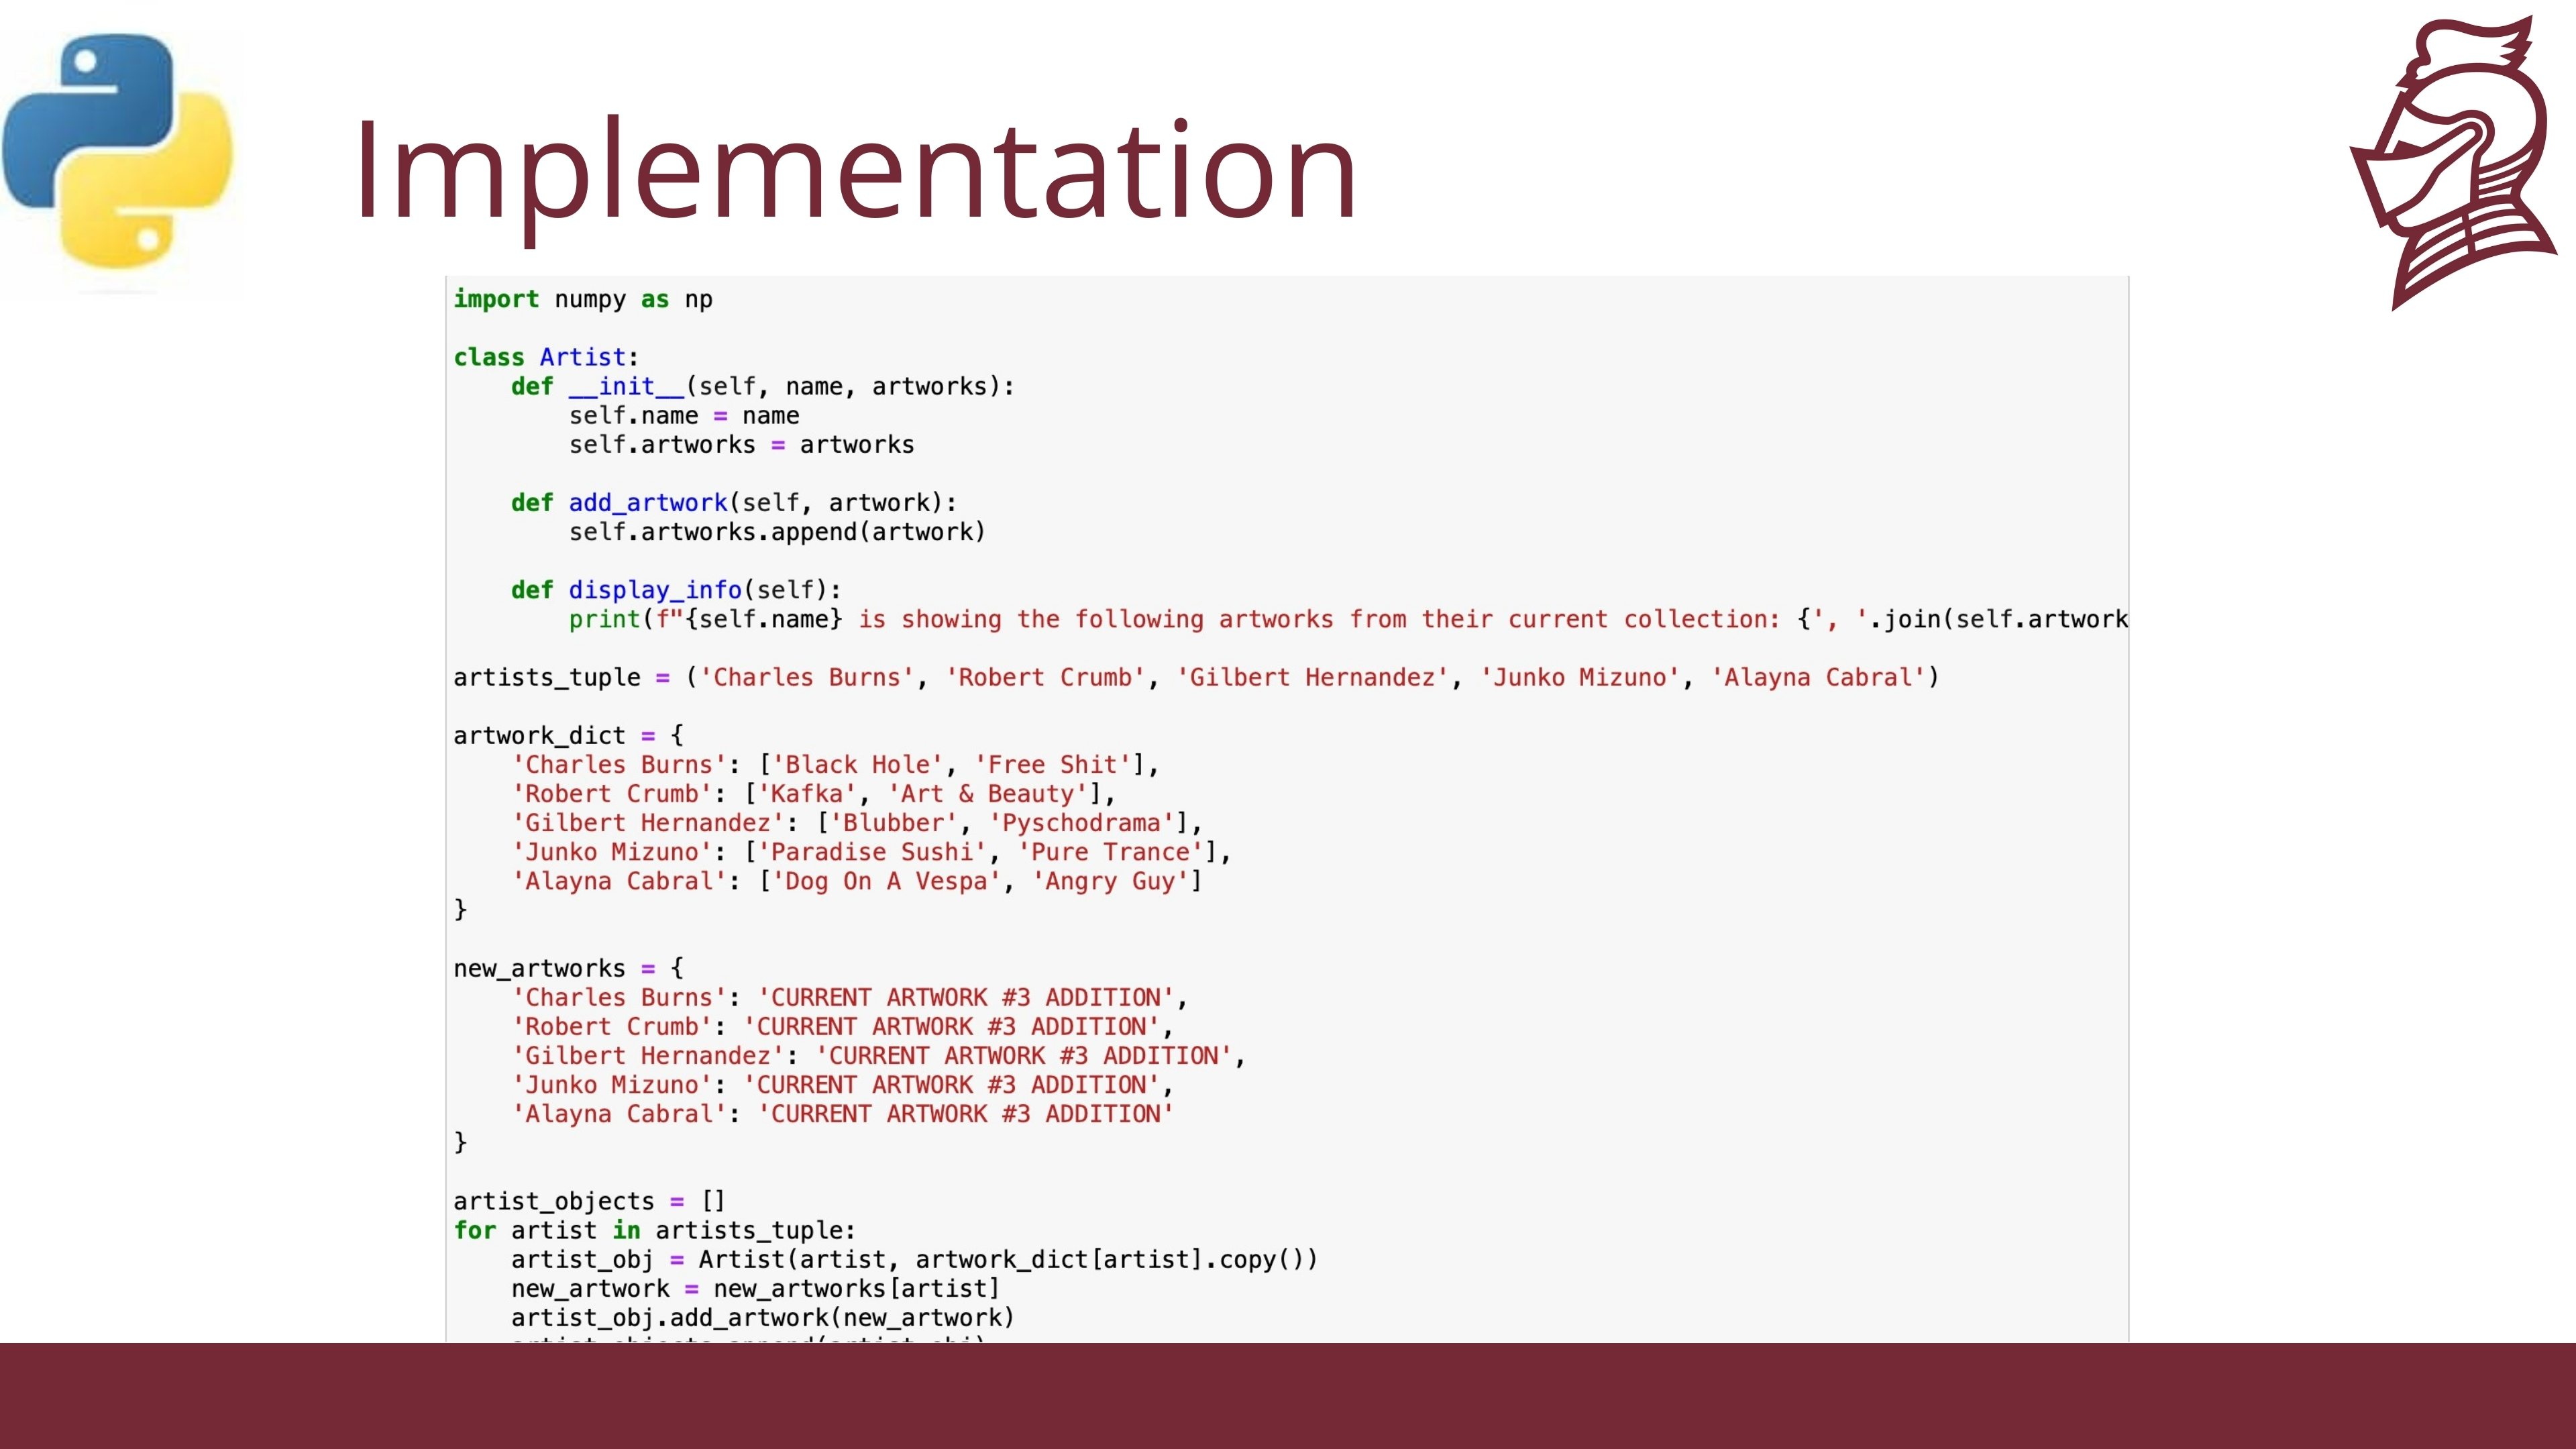 Implementation
import numpy as np
class Artist:
    def __init__(self, name, artworks):
        self.name = name
        self.artworks = artworks
    def add_artwork(self, artwork):
        self.artworks.append(artwork)
    def display_info(self):
        print(f"{self.name} is showing the following artworks from their current collection: {', '.join(self.artwork
artists_tuple = ('Charles Burns', 'Robert Crumb', 'Gilbert Hernandez', 'Junko Mizuno', 'Alayna Cabral')
artwork_dict = {
    'Charles Burns': ['Black Hole', 'Free Shit'],
    'Robert Crumb': ['Kafka', 'Art & Beauty'],
    'Gilbert Hernandez': ['Blubber', 'Pyschodrama'],
    'Junko Mizuno': ['Paradise Sushi', 'Pure Trance'],
    'Alayna Cabral': ['Dog On A Vespa', 'Angry Guy']
}
new_artworks = {
    'Charles Burns': 'CURRENT ARTWORK #3 ADDITION',
    'Robert Crumb': 'CURRENT ARTWORK #3 ADDITION',
    'Gilbert Hernandez': 'CURRENT ARTWORK #3 ADDITION',
    'Junko Mizuno': 'CURRENT ARTWORK #3 ADDITION',
    'Alayna Cabral': 'CURRENT ARTWORK #3 ADDITION'
}
artist_objects = []
for artist in artists_tuple:
    artist_obj = Artist(artist, artwork_dict[artist].copy())
    new_artwork = new_artworks[artist]
    artist_obj.add_artwork(new_artwork)